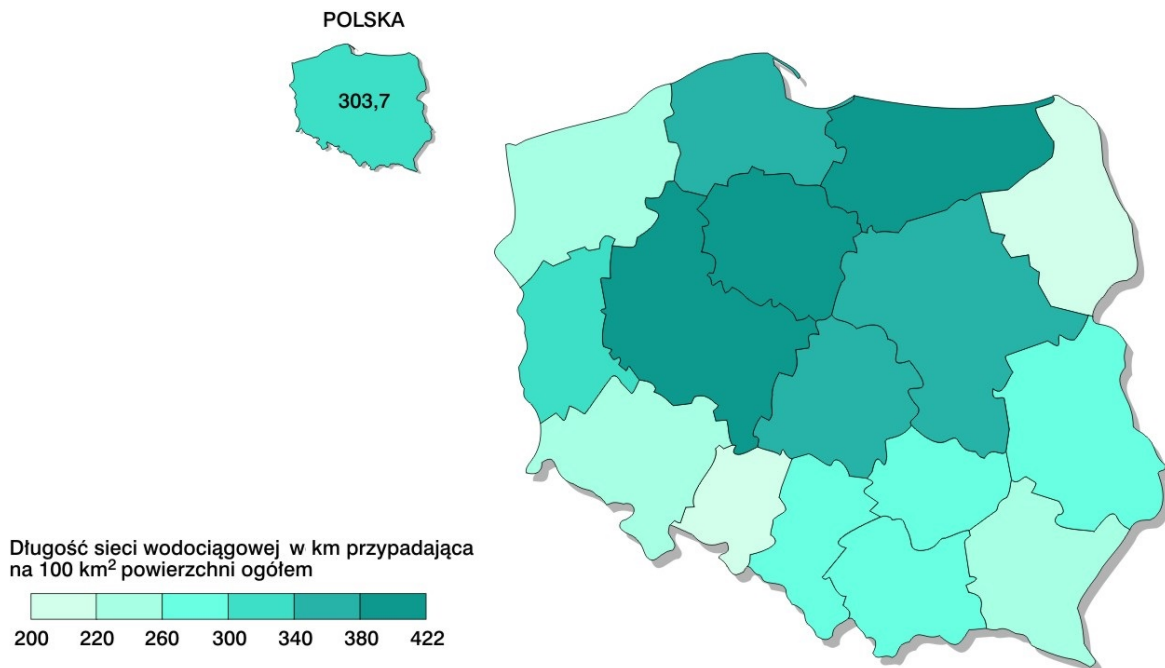 POLSKA
303,7
Długość sieci wodociągowej w km przypadająca
na 100 km² powierzchni ogółem
200 220 260 300 340 380 422